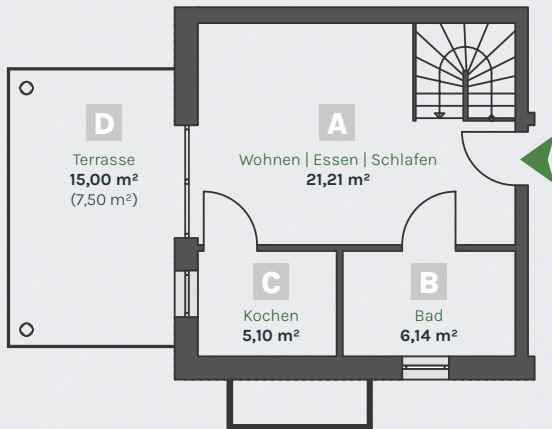 D
Terrasse
15,00 m²
(7,50 m²)
A
Wohnen | Essen | Schlafen
21,21 m²
C
Kochen
5,10 m²
B
Bad
6,14 m²